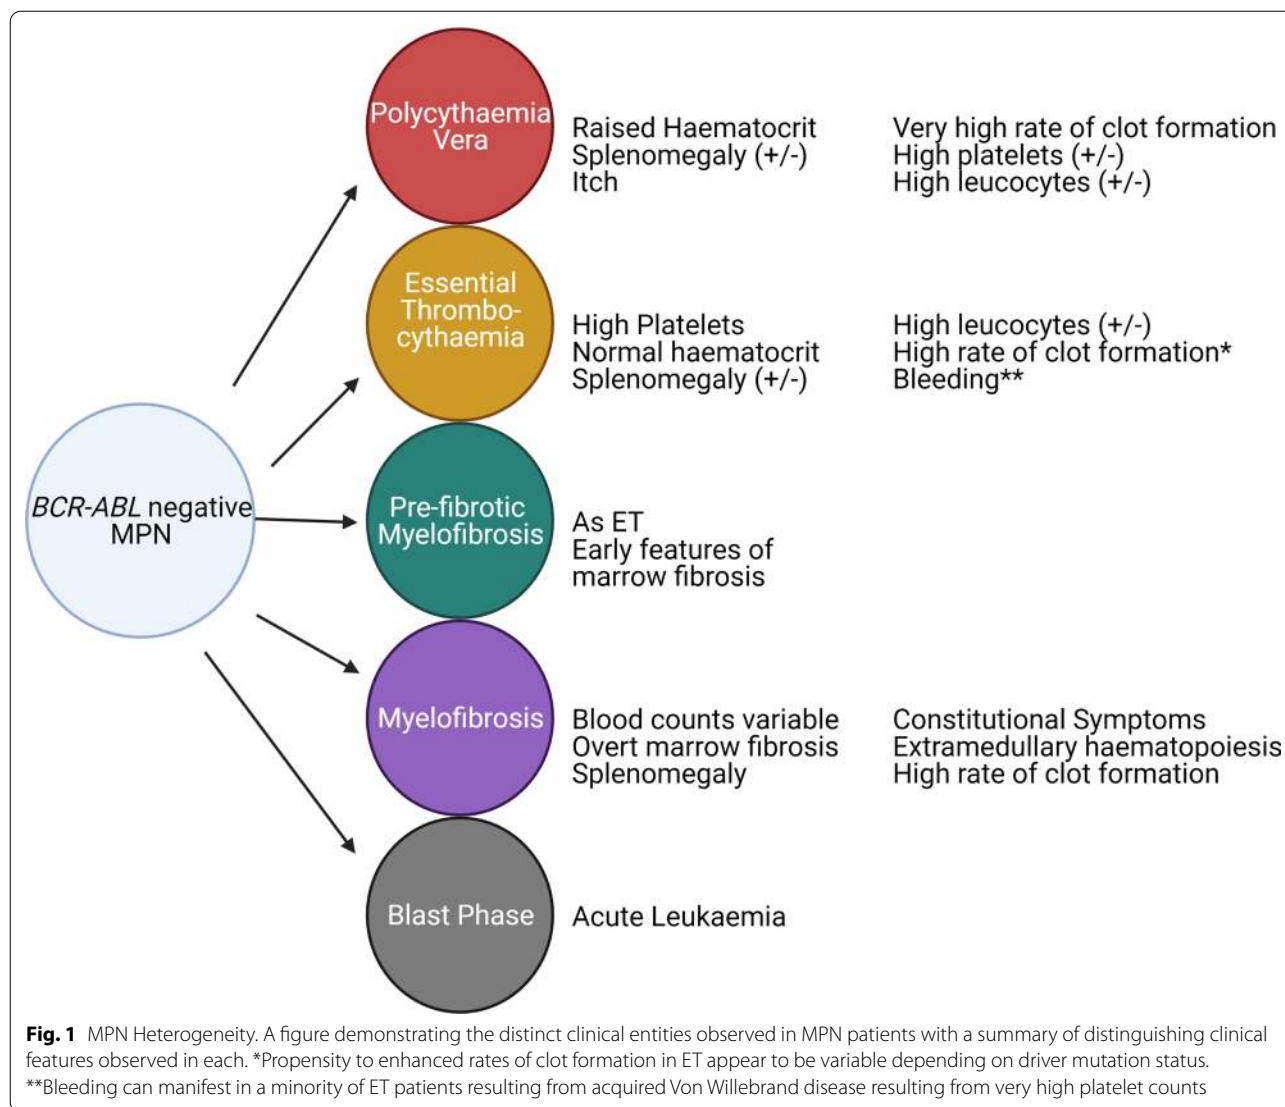 Polycythaemia
Vera
Raised Haematocrit
Splenomegaly (+/-)
Itch
Very high rate of clot formation
High platelets (+/-)
High leucocytes (+/-)
Essential
Thrombo-
cythaemia
High Platelets
Normal haematocrit
Splenomegaly (+/-)
High leucocytes (+/-)
High rate of clot formation*
Bleeding**
BCR-ABL negative
MPN
Pre-fibrotic
Myelofibrosis
As ET
Early features of
marrow fibrosis
Myelofibrosis
Blood counts variable
Overt marrow fibrosis
Splenomegaly
Constitutional Symptoms
Extramedullary haematopoiesis
High rate of clot formation
Blast Phase
Acute Leukaemia
Fig. 1 MPN Heterogeneity. A figure demonstrating the distinct clinical entities observed in MPN patients with a summary of distinguishing clinical
features observed in each. *Propensity to enhanced rates of clot formation in ET appear to be variable depending on driver mutation status.
**Bleeding can manifest in a minority of ET patients resulting from acquired Von Willebrand disease resulting from very high platelet counts